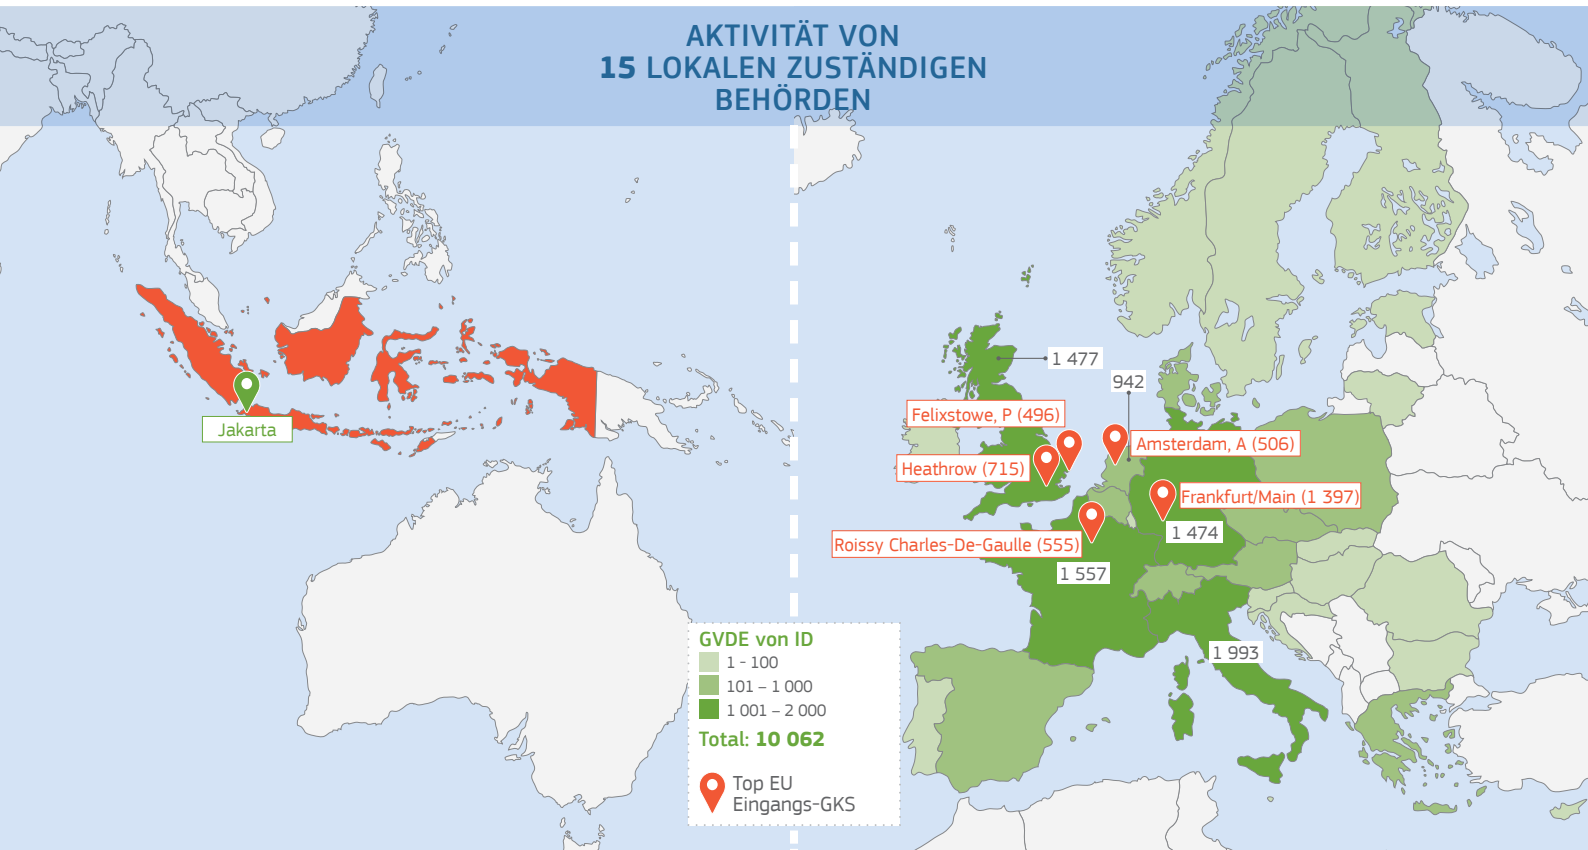 AKTIVITÄT VON
15 LOKALEN ZUSTÄNDIGEN
BEHÖRDEN
1 477
942
Felixstowe, P (496)
Jakarta
Amsterdam, A (506)
Heathrow (715)
Frankfurt/Main (1 397)
1 474
Roissy Charles-De-Gaulle (555)
1 557
1 993
GVDE von ID
1 - 100
101 – 1 000
1 001 – 2 000
Total: 10 062
Top EU
Eingangs-GKS